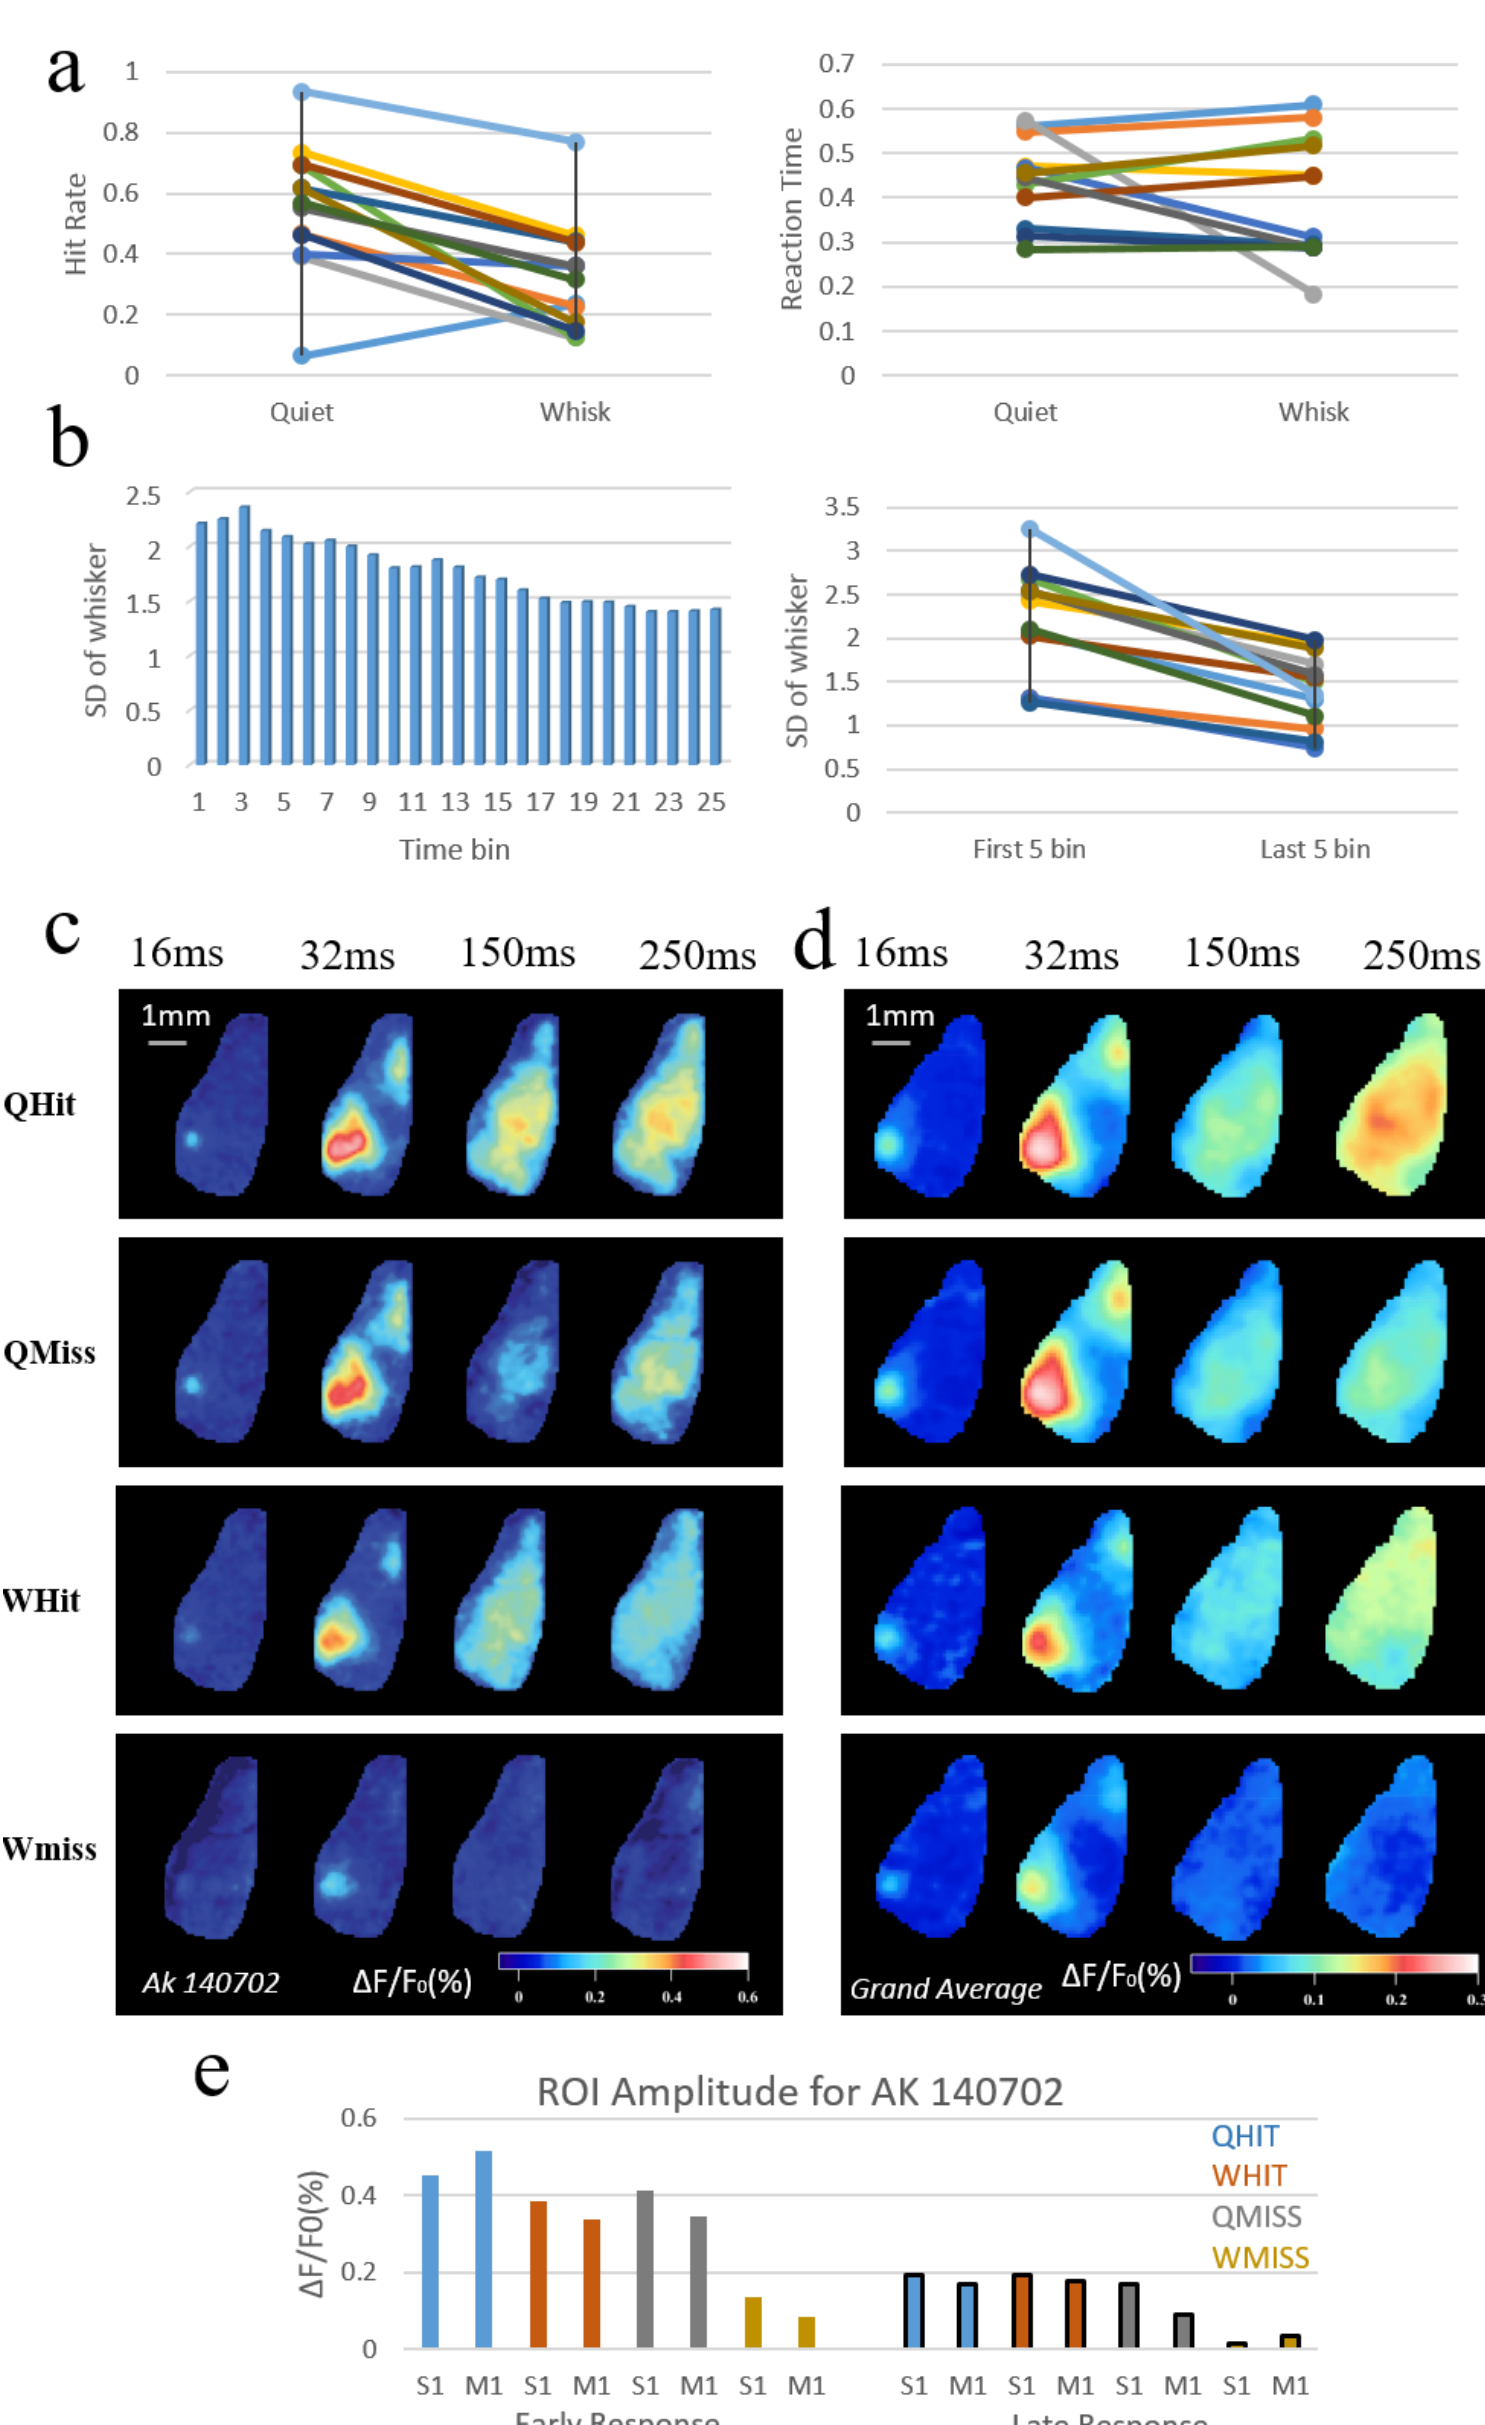 a
1
0.8
0.6
0.4
0.2
0
Hit Rate
Quiet
Whisk
0.7
0.6
0.5
0.4
0.3
0.2
0.1
0
Reaction Time
Quiet
Whisk
b
2.5
2
1.5
1
0.5
0
SD of whisker
1 3 5 7 9 11 13 15 17 19 21 23 25
Time bin
3.5
3
2.5
2
1.5
1
0.5
0
SD of whisker
First 5 bin
Last 5 bin
c
16ms 32ms 150ms 250ms
d
16ms 32ms 150ms 250ms
1mm
1mm
QHit
QMiss
WHit
Wmiss
Ak 140702
ΔF/F₀(%)
0 0.2 0.4 0.6
Grand Average
ΔF/F₀(%)
0 0.1 0.2 0.3
e
ROI Amplitude for AK 140702
0.6
0.4
0.2
0
ΔF/F0(%)
QHIT
WHIT
QMISS
WMISS
S1 M1 S1 M1 S1 M1 S1 M1
S1 M1 S1 M1 S1 M1 S1 M1
Early Response
Late Response